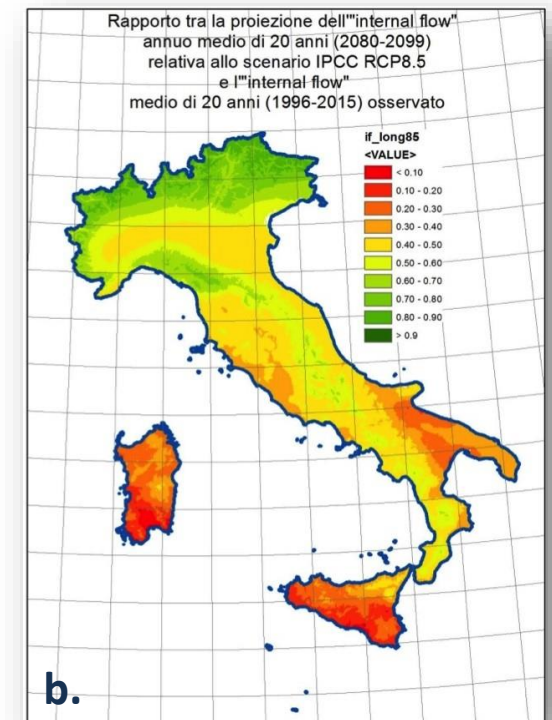 Rapporto tra la proiezione dell'"internal flow"
annuo medio di 20 anni (2080-2099)
relativa allo scenario IPCC RCP8.5
e l'"internal flow"
medio di 20 anni (1996-2015) osservato
if_long85
<VALUE>
< 0.10
0.10 - 0.20
0.20 - 0.30
0.30 - 0.40
0.40 - 0.50
0.50 - 0.60
0.60 - 0.70
0.70 - 0.80
0.80 - 0.90
> 0.9
b.